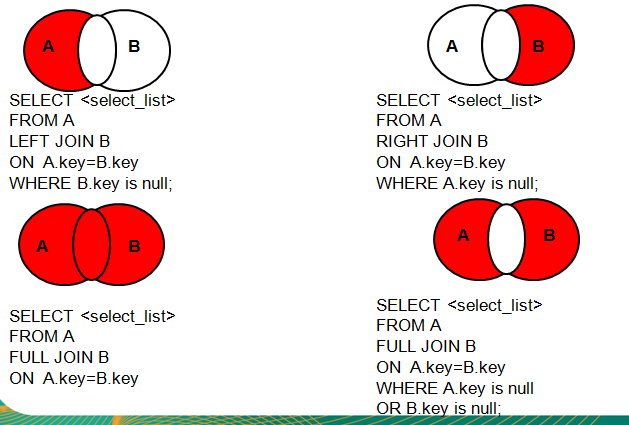 A B
SELECT <select_list>
FROM A
LEFT JOIN B
ON A.key=B.key
WHERE B.key is null;
A B
SELECT <select_list>
FROM A
RIGHT JOIN B
ON A.key=B.key
WHERE A.key is null;
A B
SELECT <select_list>
FROM A
FULL JOIN B
ON A.key=B.key
A B
SELECT <select_list>
FROM A
FULL JOIN B
ON A.key=B.key
WHERE A.key is null
OR B.key is null;